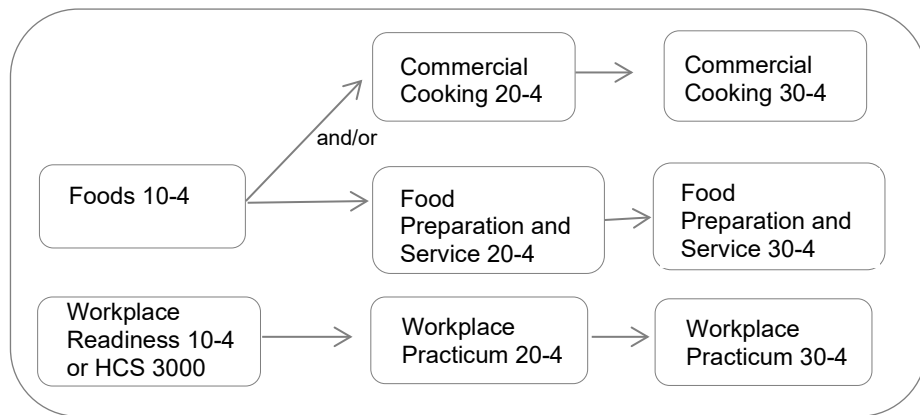 Commercial
Cooking 20-4
Commercial
Cooking 30-4
and/or
Foods 10-4
Food
Preparation and
Service 20-4
Food
Preparation and
Service 30-4
Workplace
Readiness 10-4
or HCS 3000
Workplace
Practicum 20-4
Workplace
Practicum 30-4